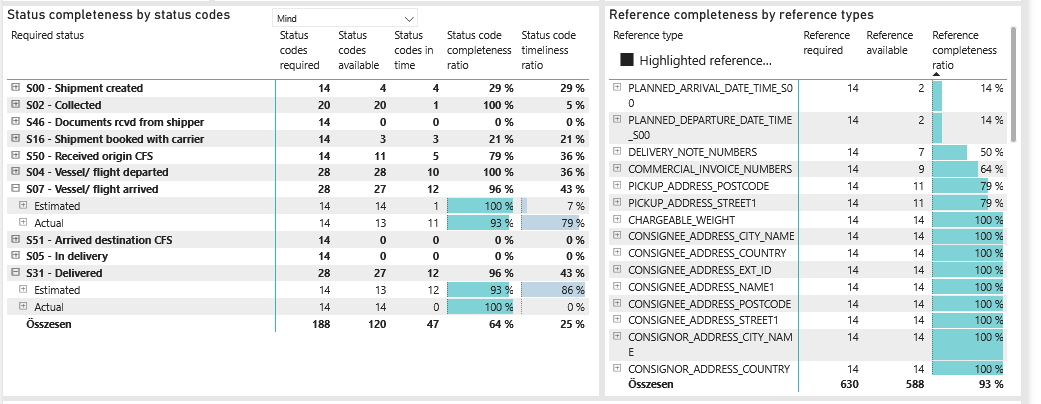 Status completeness by status codes
Mind
Required status
Status codes required
Status codes available
Status codes in time
Status code completeness ratio
Status code timeliness ratio
S00 - Shipment created 14 4 4 29 % 29 %
S02 - Collected 20 20 1 100 % 5 %
S46 - Documents rcvd from shipper 14 0 0 0 % 0 %
S16 - Shipment booked with carrier 14 3 3 21 % 21 %
S50 - Received origin CFS 14 11 5 79 % 36 %
S04 - Vessel/ flight departed 28 28 10 100 % 36 %
S07 - Vessel/ flight arrived 28 27 12 96 % 43 %
Estimated 14 14 1 100 % 7 %
Actual 14 13 11 93 % 79 %
S51 - Arrived destination CFS 14 0 0 0 % 0 %
S05 - In delivery 14 0 0 0 % 0 %
S31 - Delivered 28 27 12 96 % 43 %
Estimated 14 13 12 93 % 86 %
Actual 14 14 0 100 % 0 %
Összesen 188 120 47 64 % 25 %
Reference completeness by reference types
Reference type
Highlighted reference...
Reference required
Reference available
Reference completeness ratio
PLANNED_ARRIVAL_DATE_TIME_S0 14 2 14 %
0
PLANNED_DEPARTURE_DATE_TIME 14 2 14 %
_S00
DELIVERY_NOTE_NUMBERS 14 7 50 %
COMMERCIAL_INVOICE_NUMBERS 14 9 64 %
PICKUP_ADDRESS_POSTCODE 14 11 79 %
PICKUP_ADDRESS_STREET1 14 11 79 %
CHARGEABLE_WEIGHT 14 14 100 %
CONSIGNEE_ADDRESS_CITY_NAME 14 14 100 %
CONSIGNEE_ADDRESS_COUNTRY 14 14 100 %
CONSIGNEE_ADDRESS_EXT_ID 14 14 100 %
CONSIGNEE_ADDRESS_NAME1 14 14 100 %
CONSIGNEE_ADDRESS_POSTCODE 14 14 100 %
CONSIGNEE_ADDRESS_STREET1 14 14 100 %
CONSIGNOR_ADDRESS_CITY_NAM 14 14 100 %
E
CONSIGNOR_ADDRESS_COUNTRY 14 14 100 %
Összesen 630 588 93 %